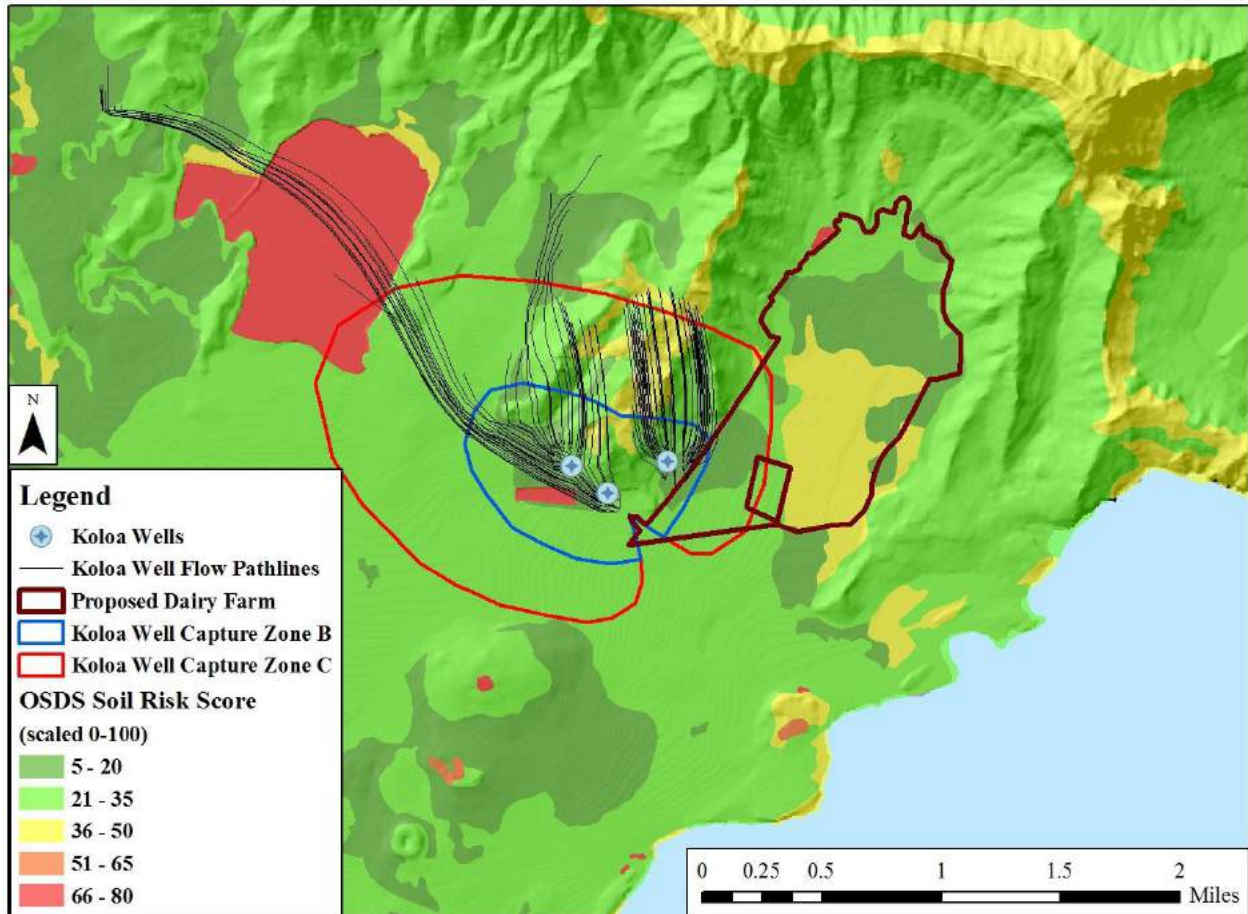 N
Legend
Koloa Wells
Koloa Well Flow Pathlines
Proposed Dairy Farm
Koloa Well Capture Zone B
Koloa Well Capture Zone C
OSDS Soil Risk Score
(scaled 0-100)
5 - 20
21 - 35
36 - 50
51 - 65
66 - 80
0 0.25 0.5 1 1.5 2
Miles